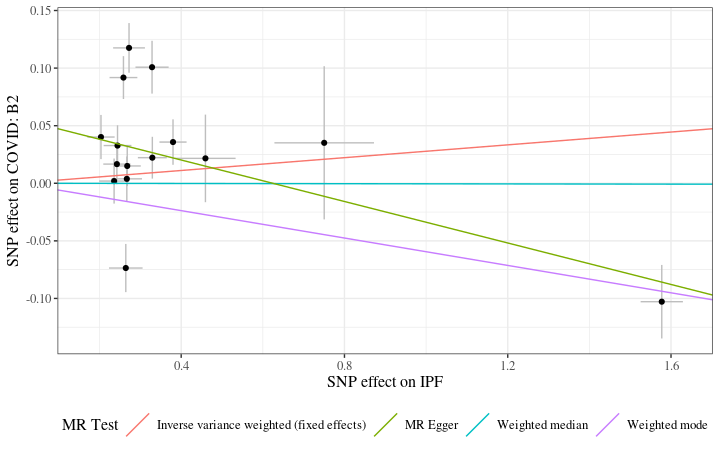 0.15
0.10
0.05
0.00
-0.05
-0.10
SNP effect on COVID: B2
0.4 0.8 1.2 1.6
SNP effect on IPF
MR Test Inverse variance weighted (fixed effects) MR Egger Weighted median Weighted mode